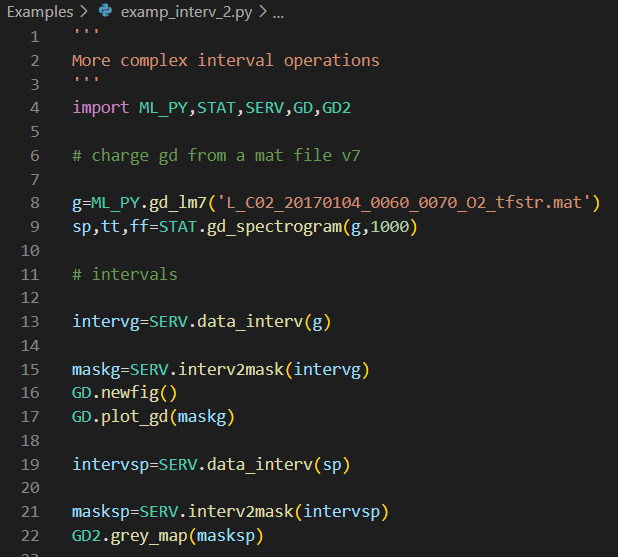 Examples > examp_interv_2.py > ...
1 '''
2 More complex interval operations
3 '''
4 import ML_PY,STAT,SERV,GD,GD2
5
6 # charge gd from a mat file v7
7
8 g=ML_PY.gd_lm7('L_C02_20170104_0060_0070_O2_tfstr.mat')
9 sp,tt,ff=STAT.gd_spectrogram(g,1000)
10
11 # intervals
12
13 intervg=SERV.data_interv(g)
14
15 maskg=SERV.interv2mask(intervg)
16 GD.newfig()
17 GD.plot_gd(maskg)
18
19 intervsp=SERV.data_interv(sp)
20
21 masksp=SERV.interv2mask(intervsp)
22 GD2.grey_map(masksp)